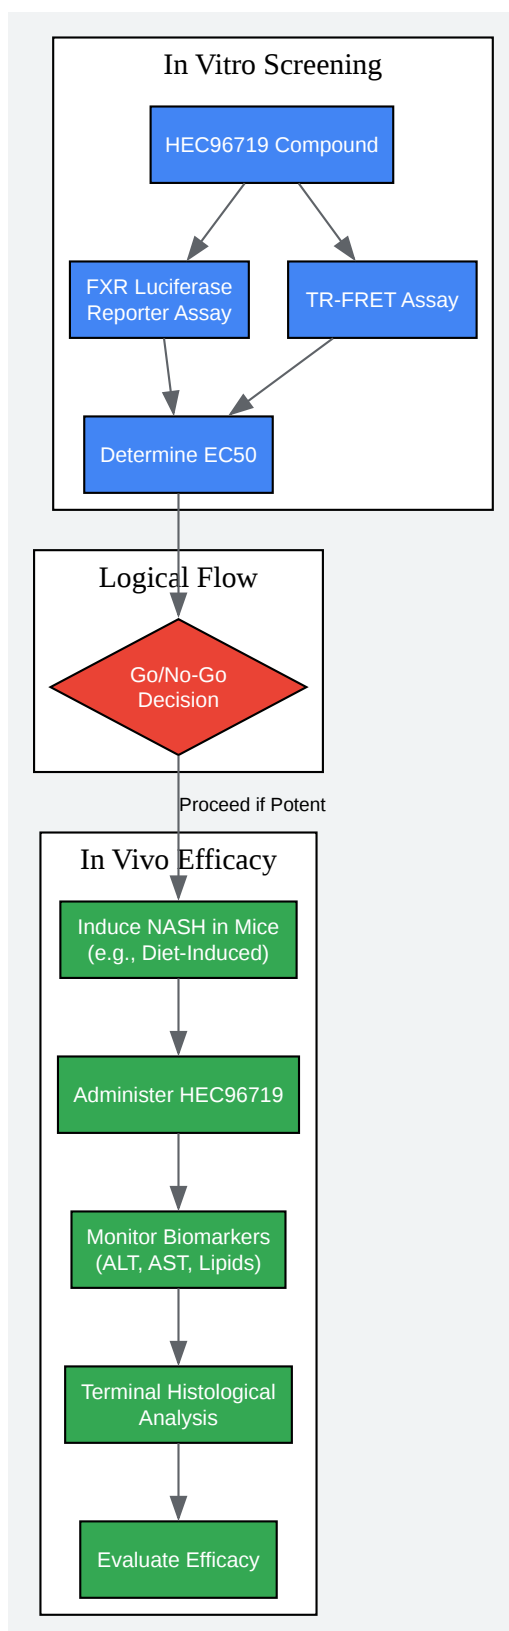 In Vitro Screening
HEC96719 Compound
FXR Luciferase
Reporter Assay
TR-FRET Assay
Determine EC50
Logical Flow
Go/No-Go
Decision
Proceed if Potent
In Vivo Efficacy
Induce NASH in Mice
(e.g., Diet-Induced)
Administer HEC96719
Monitor Biomarkers
(ALT, AST, Lipids)
Terminal Histological
Analysis
Evaluate Efficacy